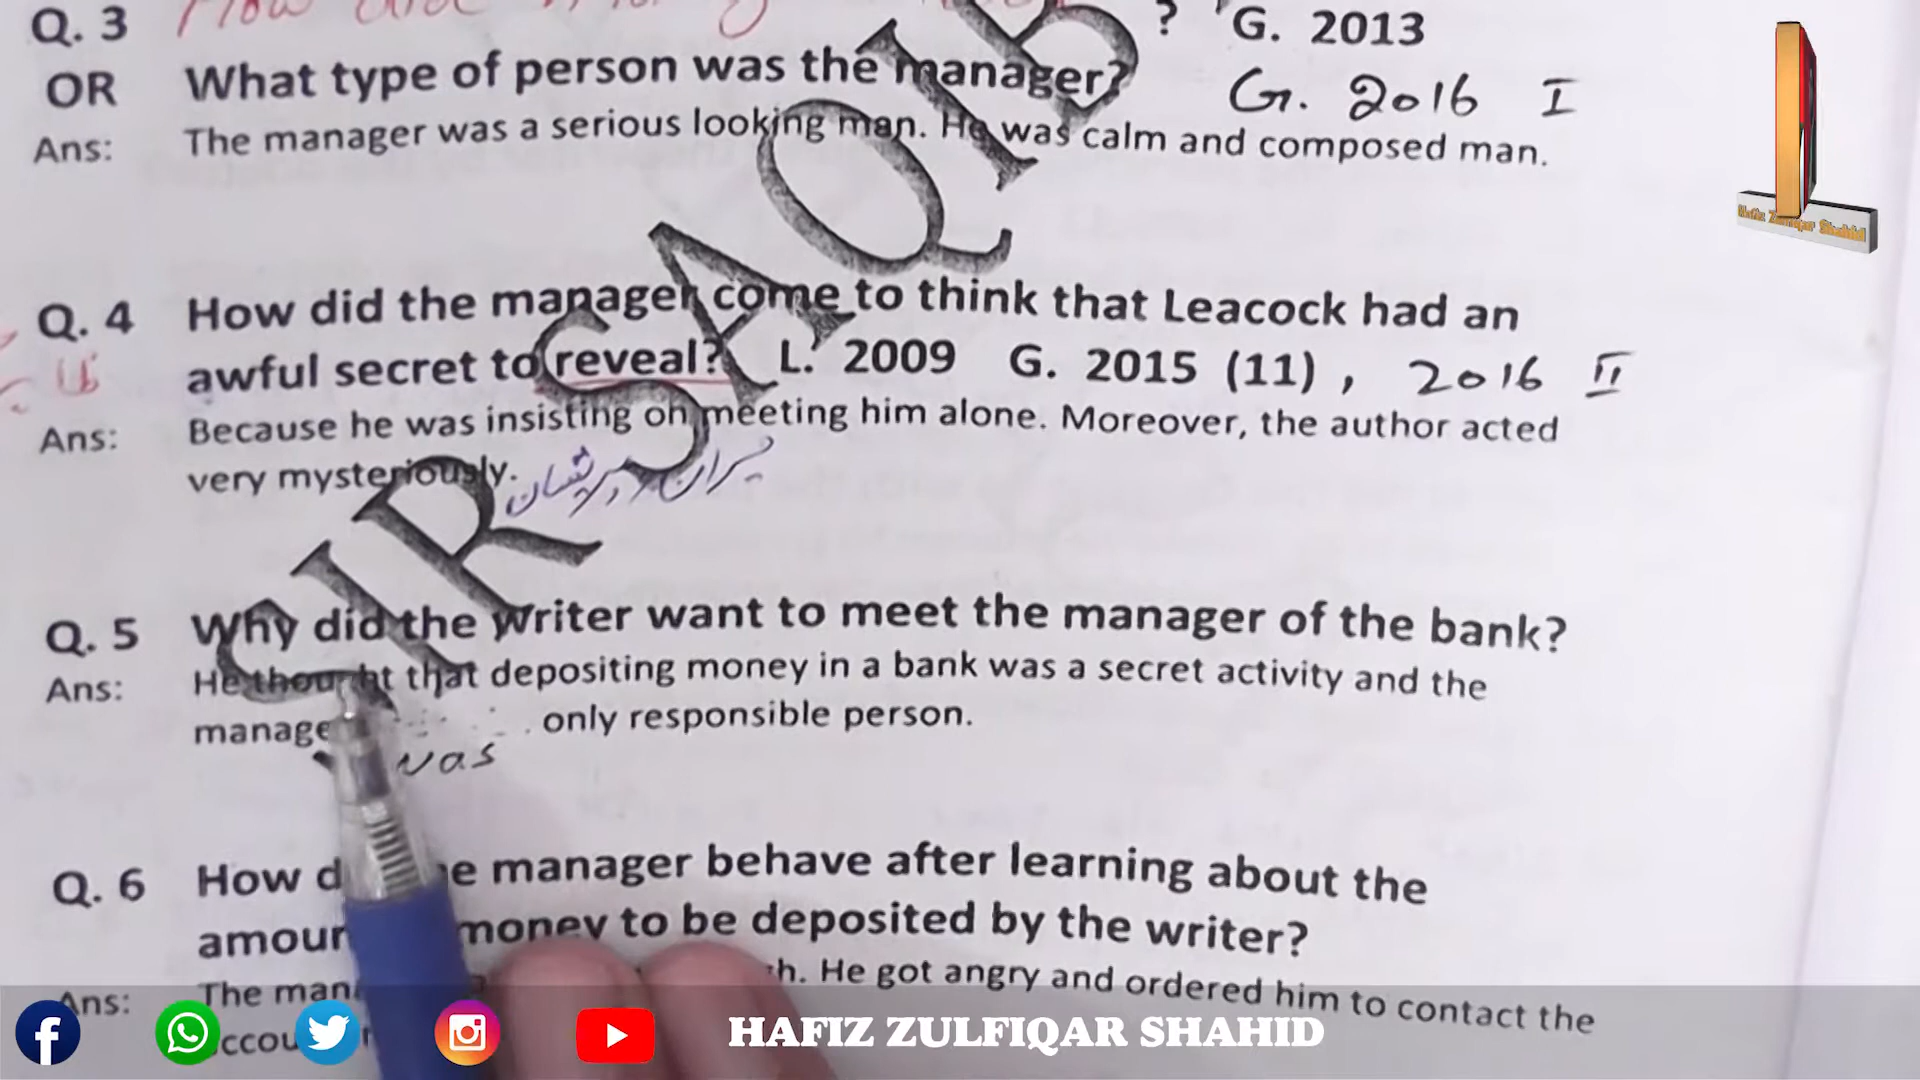 Q. 3 How did ? G. 2013
OR What type of person was the manager? G. 2016 I
Ans: The manager was a serious looking man. He was calm and composed man.
Hafiz Zulfiqar Shahid
Q. 4 How did the manager come to think that Leacock had an
awful secret to reveal? L. 2009 G. 2015 (11) , 2016 II
Ans: Because he was insisting on meeting him alone. Moreover, the author acted
very mysteriously.
SIR SAQIB
Q. 5 Why did the writer want to meet the manager of the bank?
Ans: He thought that depositing money in a bank was a secret activity and the
only responsible person.
was
Q. 6 How manager behave after learning about the
money to be deposited by the writer?
Ans: The He got angry and ordered him to contact the
HAFIZ ZULFIQAR SHAHID